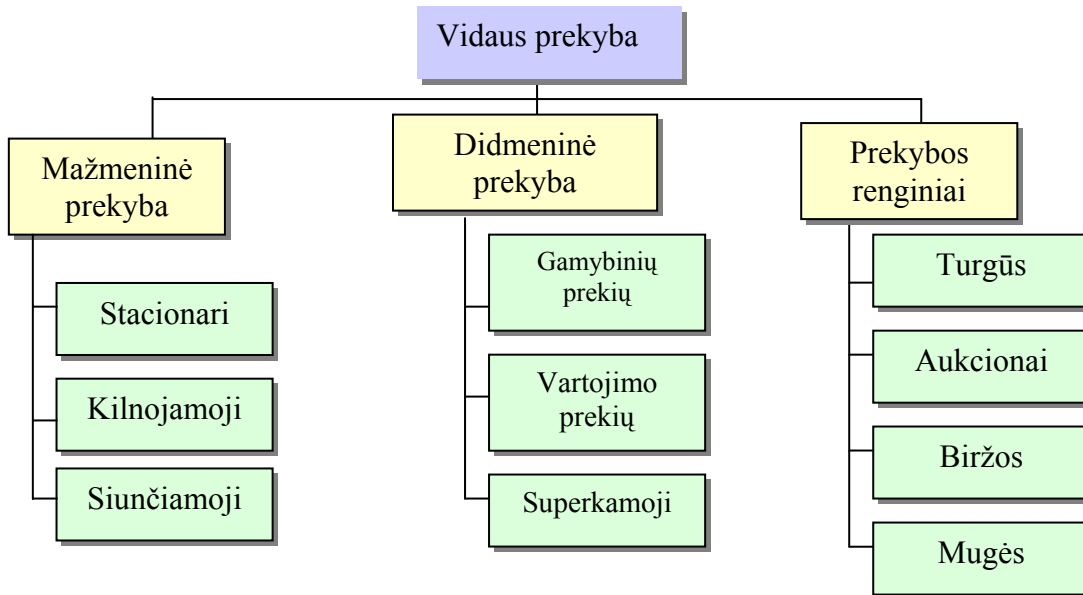 Vidaus prekyba
Mažmeninė
prekyba
Stacionari
Kilnojamoji
Siunčiamoji
Didmeninė
prekyba
Gamybinių
prekių
Vartojimo
prekių
Superkamoji
Prekybos
renginiai
Turgūs
Aukcionai
Biržos
Mugės